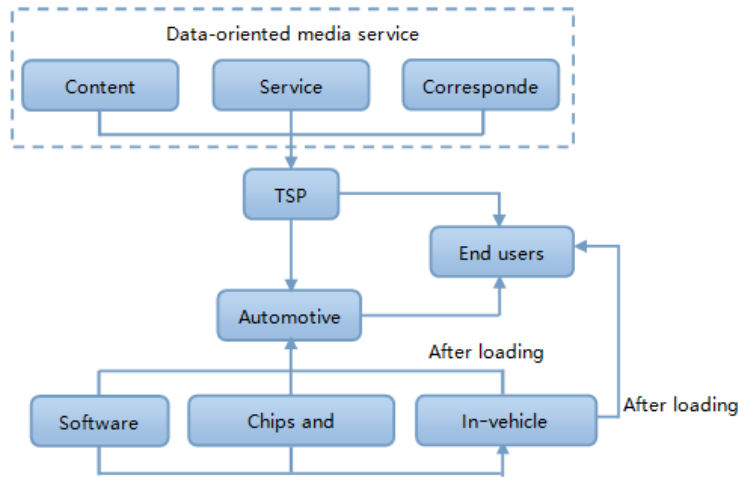 Data-oriented media service
Content
Service
Corresponde
TSP
End users
Automotive
After loading
After loading
Software
Chips and
In-vehicle